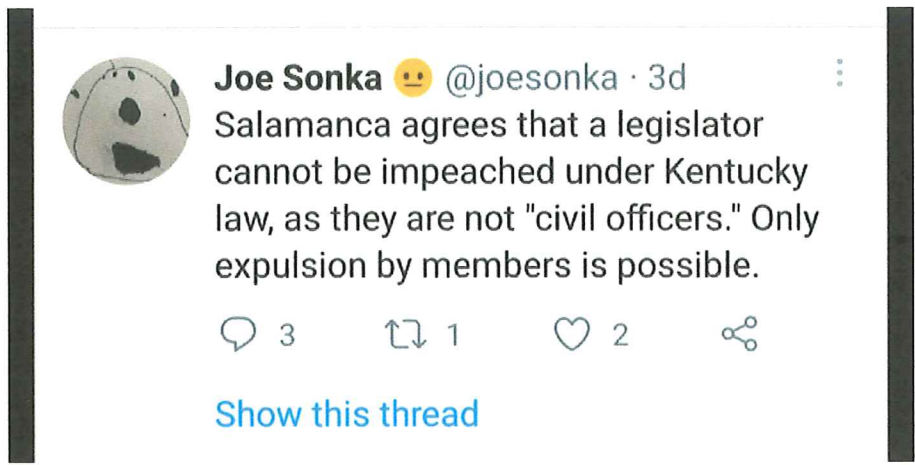 Joe Sonka 😐 @joesonka · 3d
Salamanca agrees that a legislator
cannot be impeached under Kentucky
law, as they are not "civil officers." Only
expulsion by members is possible.
3 1 2
Show this thread